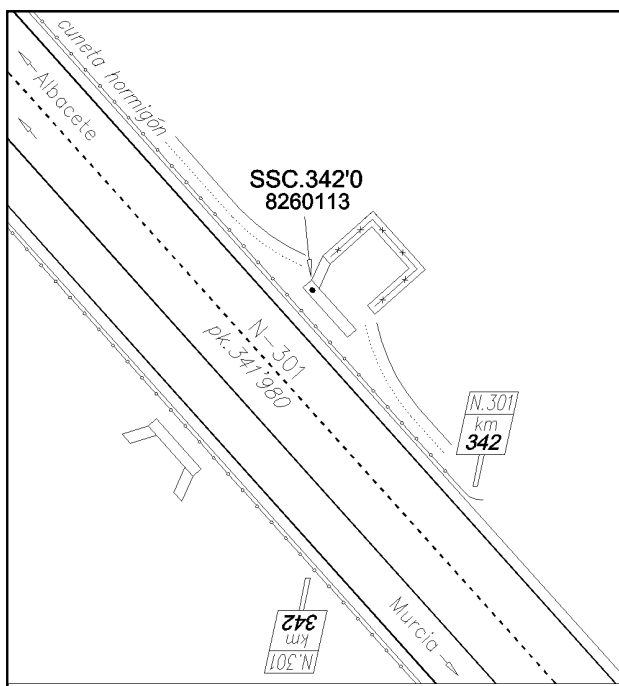 cuneta hormigón
Albacete
SSC.342'0
8260113
N-301
pk.341'980
N.301
km
342
Murcia
N.301
km
342